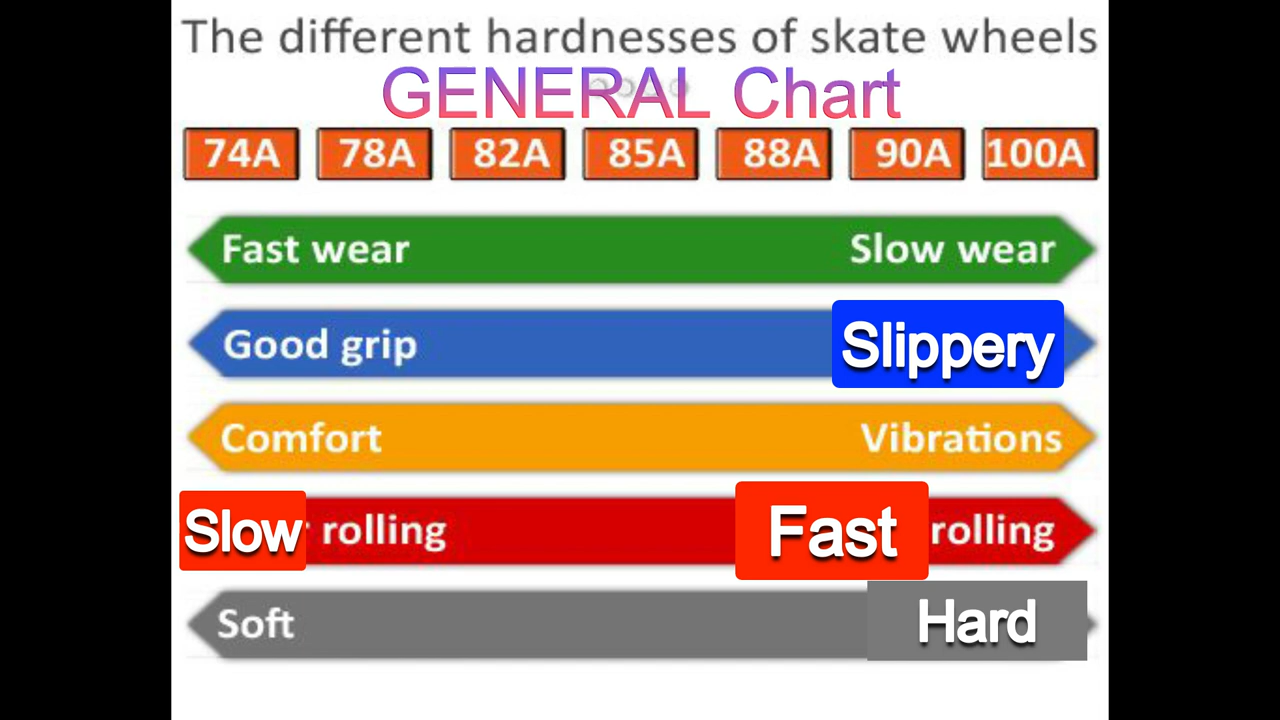 The different hardnesses of skate wheels
GENERAL Chart
74A 78A 82A 85A 88A 90A 100A
Fast wear Slow wear
Good grip Slippery
Comfort Vibrations
Slow rolling Fast rolling
Soft Hard